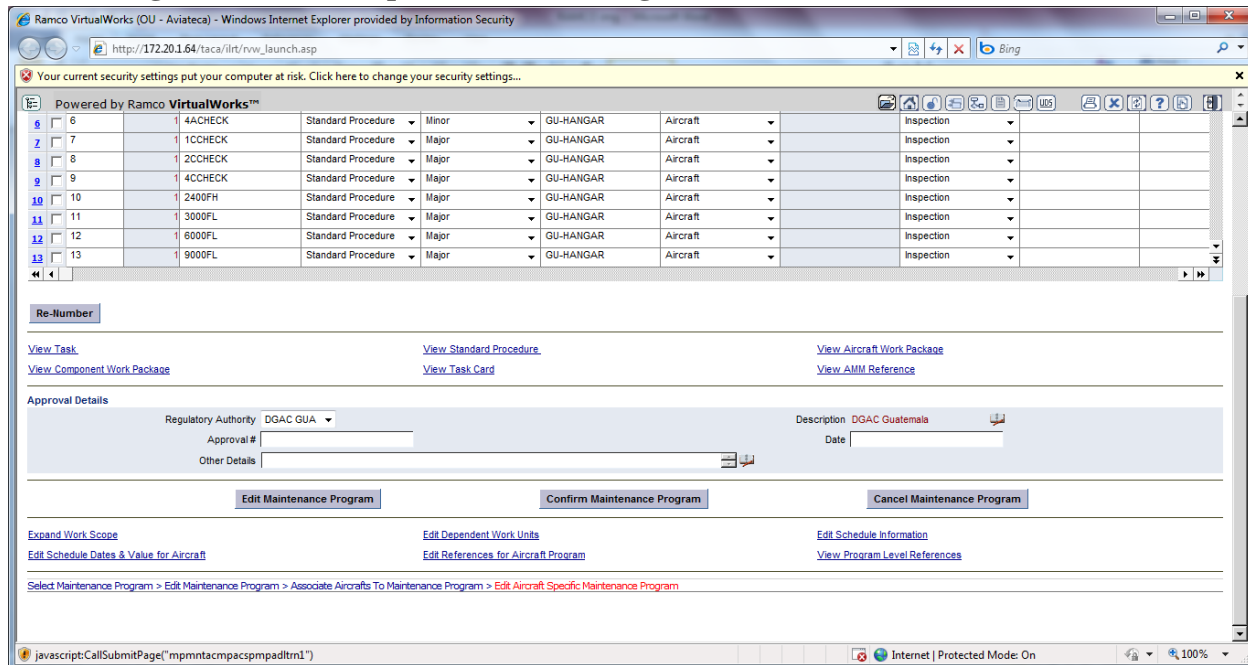 Ramco VirtualWorks (OU - Aviateca) - Windows Internet Explorer provided by Information Security
http://172.20.1.64/taca/ilrt/rvw_launch.asp
Bing
Your current security settings put your computer at risk. Click here to change your security settings...
Powered by Ramco VirtualWorks™ UDS
6 6 1 4ACHECK Standard Procedure Minor GU-HANGAR Aircraft Inspection
7 7 1 1CCHECK Standard Procedure Major GU-HANGAR Aircraft Inspection
8 8 1 2CCHECK Standard Procedure Major GU-HANGAR Aircraft Inspection
9 9 1 4CCHECK Standard Procedure Major GU-HANGAR Aircraft Inspection
10 10 1 2400FH Standard Procedure Major GU-HANGAR Aircraft Inspection
11 11 1 3000FL Standard Procedure Major GU-HANGAR Aircraft Inspection
12 12 1 6000FL Standard Procedure Major GU-HANGAR Aircraft Inspection
13 13 1 9000FL Standard Procedure Major GU-HANGAR Aircraft Inspection
Re-Number
View Task View Standard Procedure View Aircraft Work Package
View Component Work Package View Task Card View AMM Reference
Approval Details
Regulatory Authority DGAC GUA Description DGAC Guatemala
Approval # Date
Other Details
Edit Maintenance Program Confirm Maintenance Program Cancel Maintenance Program
Expand Work Scope Edit Dependent Work Units Edit Schedule Information
Edit Schedule Dates & Value for Aircraft Edit References for Aircraft Program View Program Level References
Select Maintenance Program > Edit Maintenance Program > Associate Aircrafts To Maintenance Program > Edit Aircraft Specific Maintenance Program
javascript:CallSubmitPage("mpmntacmpacspmpadltrn1") Internet | Protected Mode: On 100%